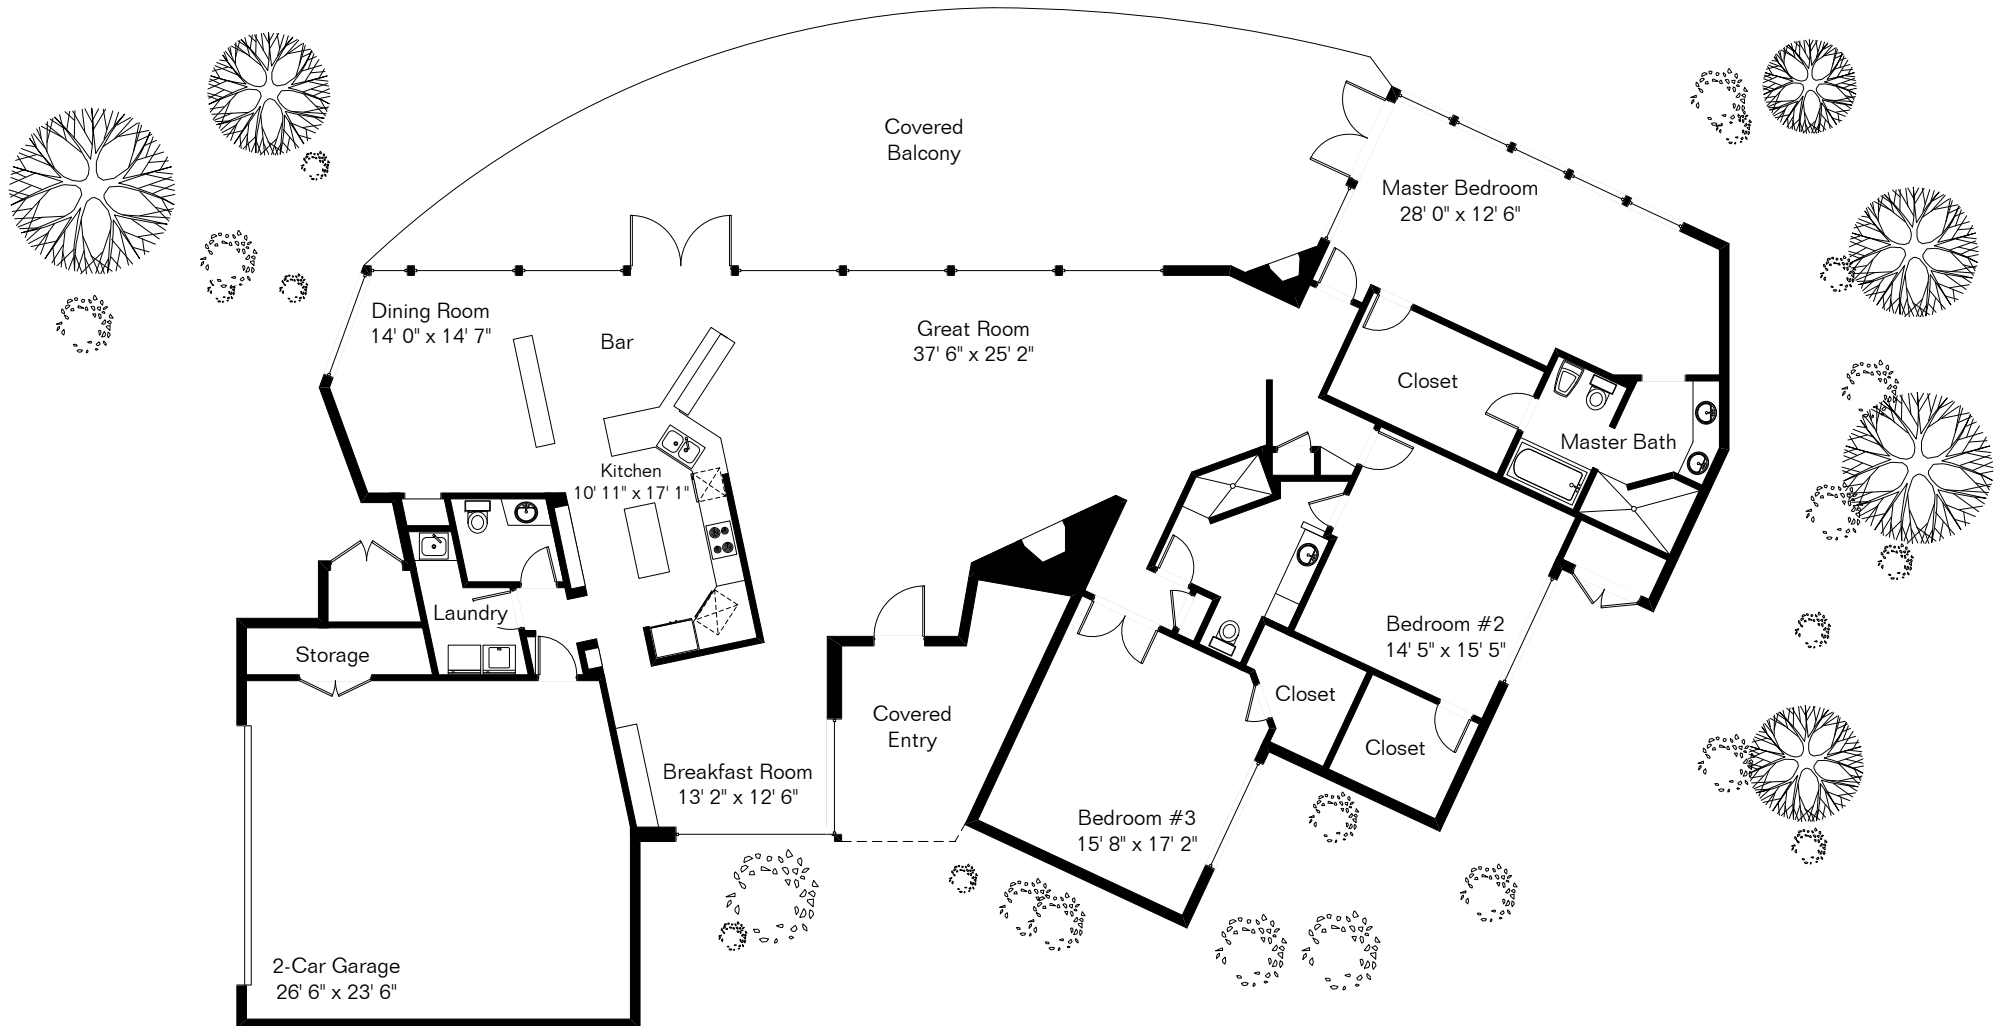 Covered
Balcony
Master Bedroom
28' 0" x 12' 6"
Dining Room
14' 0" x 14' 7"
Bar
Great Room
37' 6" x 25' 2"
Closet
Master Bath
Kitchen
10' 11" x 17' 1"
Laundry
Storage
Bedroom #2
14' 5" x 15' 5"
Closet
Closet
Covered
Entry
Breakfast Room
13' 2" x 12' 6"
Bedroom #3
15' 8" x 17' 2"
2-Car Garage
26' 6" x 23' 6"